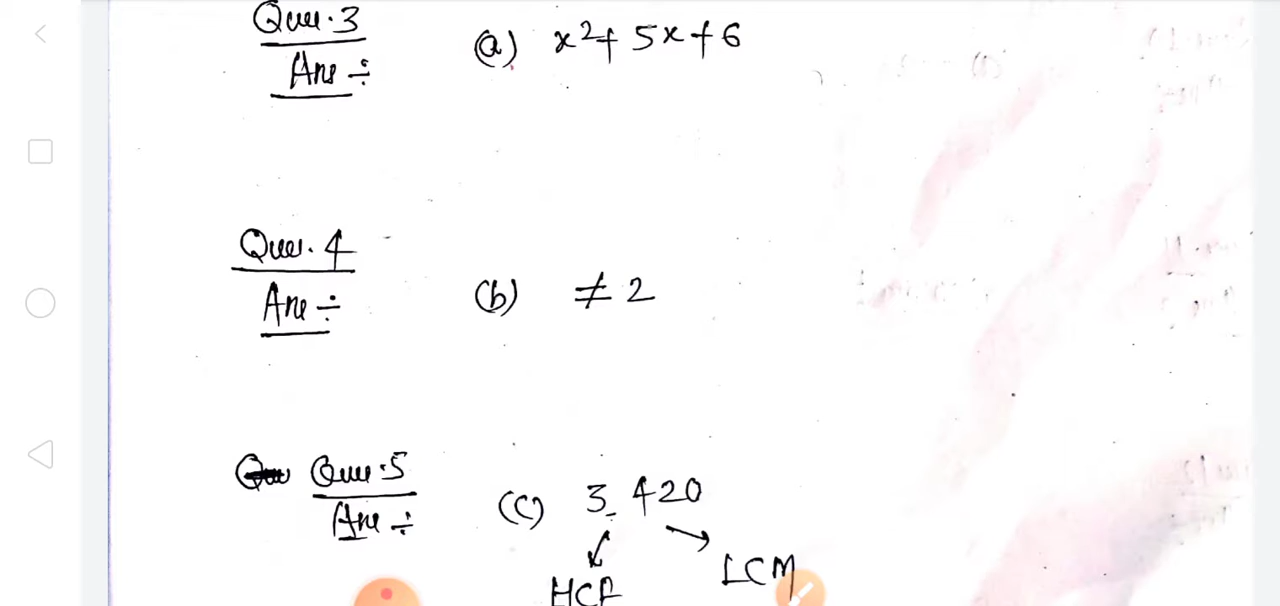 Que.3
Ans ÷ (a) x²+5x+6
Que.4
Ans ÷ (b) ≠ 2
Que.5
Ans ÷ (c) 3, 420
HCF LCM